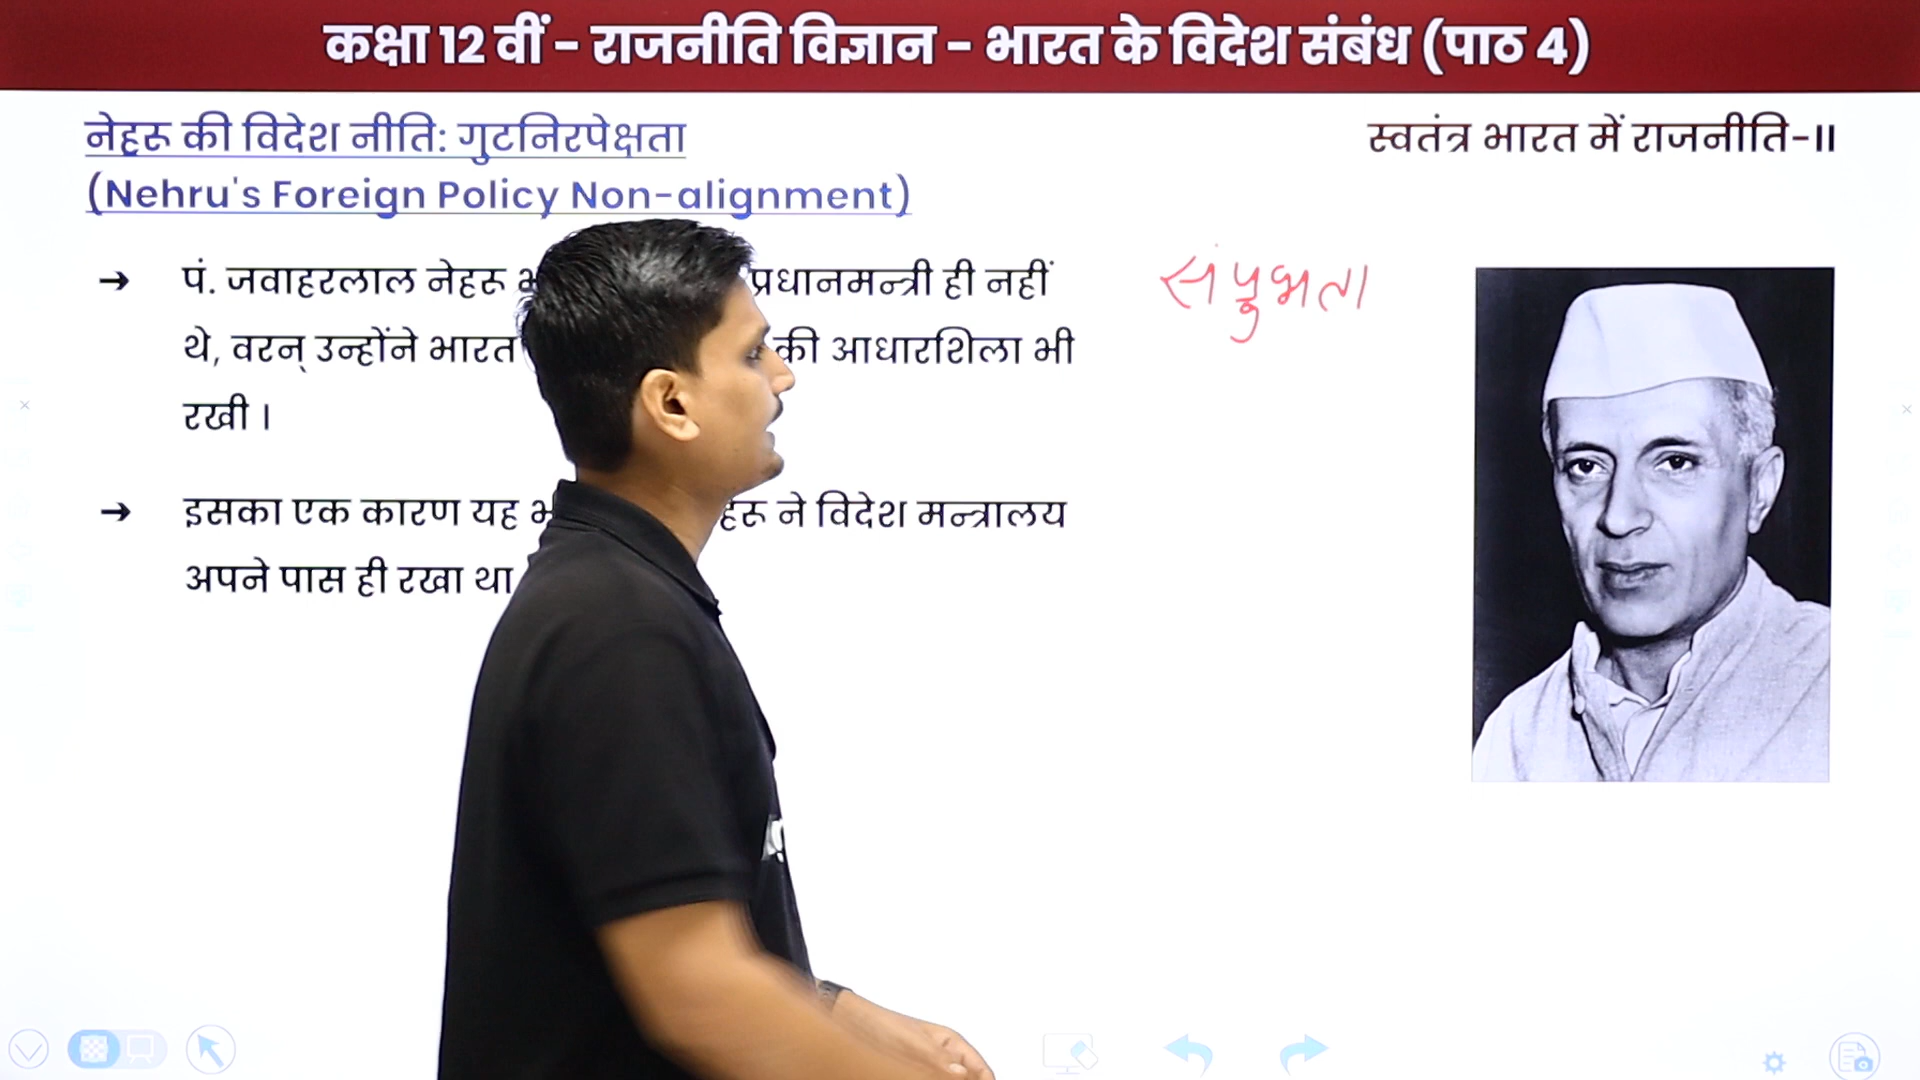 कक्षा 12 वीं - राजनीति विज्ञान - भारत के विदेश संबंध (पाठ 4)
नेहरू की विदेश नीति: गुटनिरपेक्षता
(Nehru's Foreign Policy Non-alignment)
स्वतंत्र भारत में राजनीति-II
→ पं. जवाहरलाल नेहरू प्रधानमन्त्री ही नहीं
थे, वरन् उन्होंने भारत की आधारशिला भी
रखी ।
→ इसका एक कारण यह ने विदेश मन्त्रालय
अपने पास ही रखा था